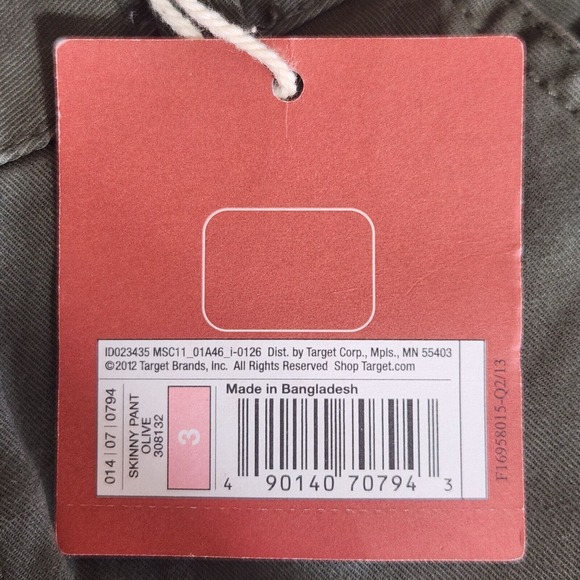 ID023435 MSC11_01A46_i-0126 Dist. by Target Corp., Mpls., MN 55403
©2012 Target Brands, Inc. All Rights Reserved Shop Target.com
014 | 07 | 0794
SKINNY PANT
OLIVE
308132
3
Made in Bangladesh
4 90140 70794 3
F16958015-Q2/13